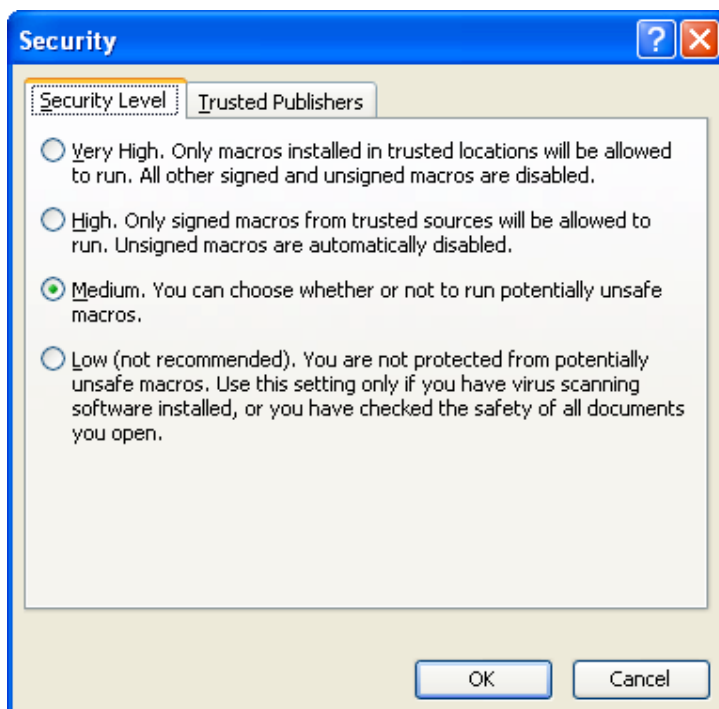 Security
?
Security Level Trusted Publishers
Very High. Only macros installed in trusted locations will be allowed
to run. All other signed and unsigned macros are disabled.
High. Only signed macros from trusted sources will be allowed to
run. Unsigned macros are automatically disabled.
Medium. You can choose whether or not to run potentially unsafe
macros.
Low (not recommended). You are not protected from potentially
unsafe macros. Use this setting only if you have virus scanning
software installed, or you have checked the safety of all documents
you open.
OK Cancel